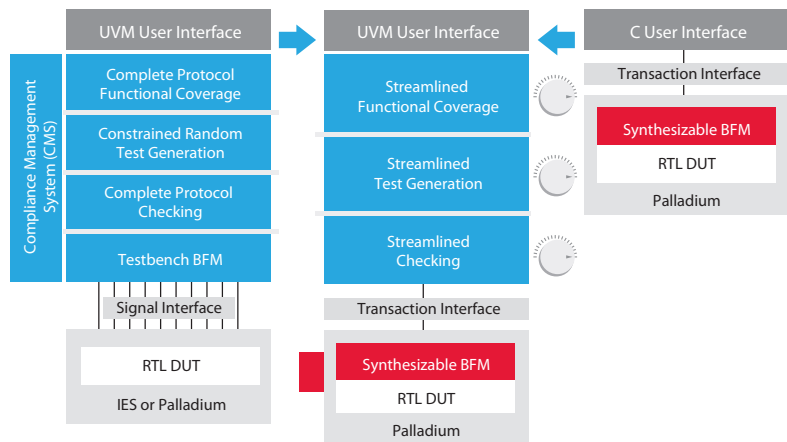 UVM User Interface
Compliance Management
System (CMS)
Complete Protocol
Functional Coverage
Constrained Random
Test Generation
Complete Protocol
Checking
Testbench BFM
Signal Interface
RTL DUT
IES or Palladium
UVM User Interface
Streamlined
Functional Coverage
Streamlined
Test Generation
Streamlined
Checking
Transaction Interface
Synthesizable BFM
RTL DUT
Palladium
C User Interface
Transaction Interface
Synthesizable BFM
RTL DUT
Palladium